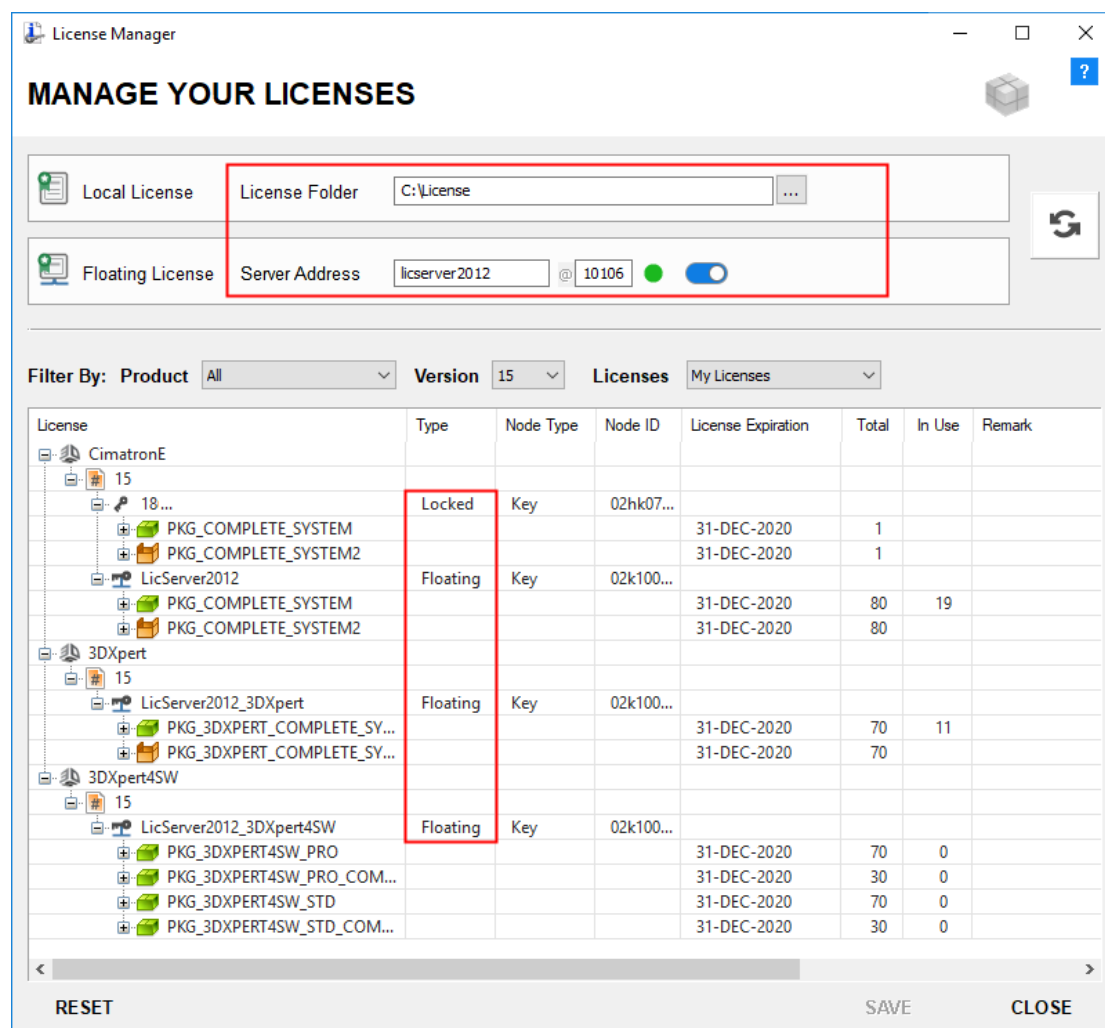 License Manager
?
MANAGE YOUR LICENSES
Local License License Folder C:\License ...
Floating License Server Address licserver2012 @ 10106
Filter By: Product All Version 15 Licenses My Licenses
License Type Node Type Node ID License Expiration Total In Use Remark
CimatronE
# 15
18... Locked Key 02hk07...
PKG_COMPLETE_SYSTEM 31-DEC-2020 1
PKG_COMPLETE_SYSTEM2 31-DEC-2020 1
LicServer2012 Floating Key 02k100...
PKG_COMPLETE_SYSTEM 31-DEC-2020 80 19
PKG_COMPLETE_SYSTEM2 31-DEC-2020 80
3DXpert
# 15
LicServer2012_3DXpert Floating Key 02k100...
PKG_3DXPERT_COMPLETE_SY... 31-DEC-2020 70 11
PKG_3DXPERT_COMPLETE_SY... 31-DEC-2020 70
3DXpert4SW
# 15
LicServer2012_3DXpert4SW Floating Key 02k100...
PKG_3DXPERT4SW_PRO 31-DEC-2020 70 0
PKG_3DXPERT4SW_PRO_COM... 31-DEC-2020 30 0
PKG_3DXPERT4SW_STD 31-DEC-2020 70 0
PKG_3DXPERT4SW_STD_COM... 31-DEC-2020 30 0
RESET SAVE CLOSE